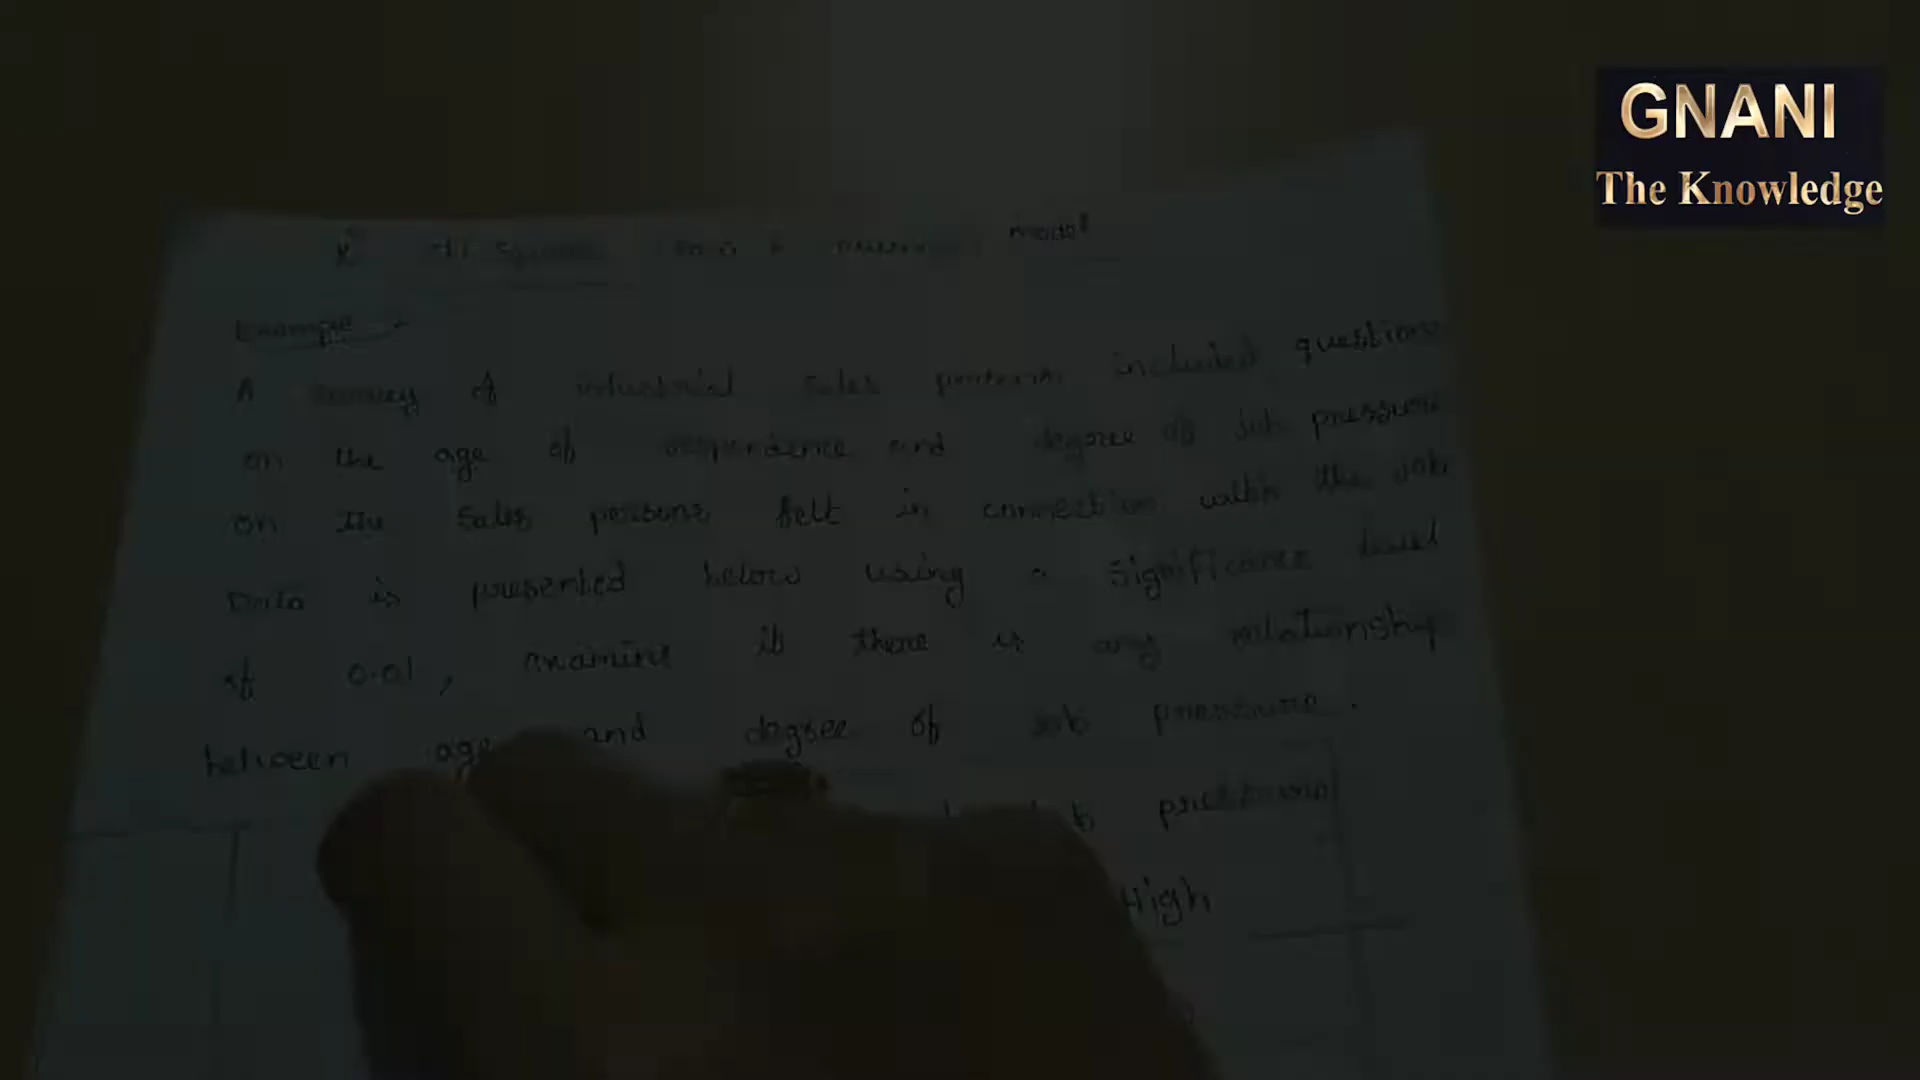 GNANI
The Knowledge
model
Example 2
A survey of industrial sales persons included questions
on the age of and degree of job pressure
on the sales persons felt in connection with the job
Data is presented below using a significance level
of 0.01, examine if there is any relationship
between age and degree of job pressure.
High